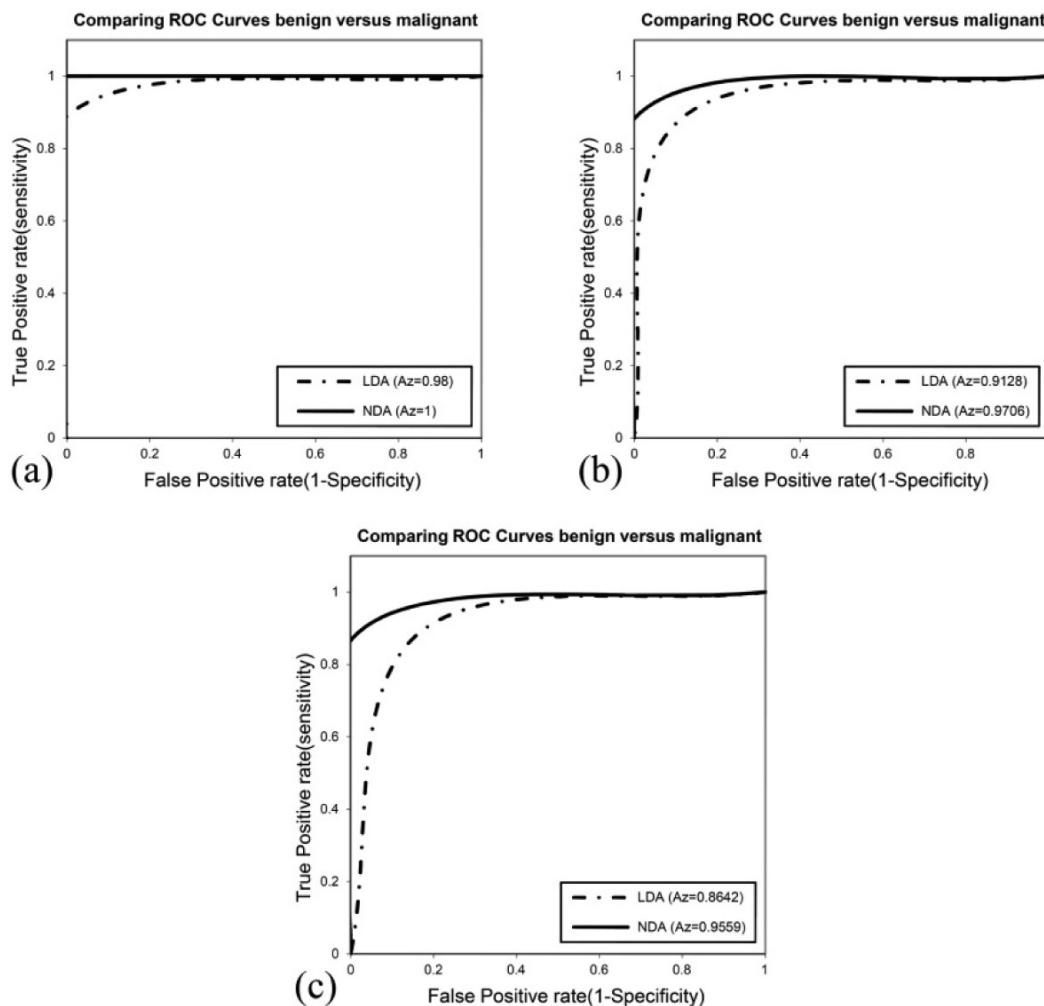 Comparing ROC Curves benign versus malignant
True Positive rate(sensitivity)
1
0.8
0.6
0.4
0.2
0
LDA (Az=0.98)
NDA (Az=1)
0 0.2 0.4 0.6 0.8 1
False Positive rate(1-Specificity)
(a)
Comparing ROC Curves benign versus malignant
True Positive rate(sensitivity)
1
0.8
0.6
0.4
0.2
0
LDA (Az=0.9128)
NDA (Az=0.9706)
0 0.2 0.4 0.6 0.8
False Positive rate(1-Specificity)
(b)
Comparing ROC Curves benign versus malignant
True Positive rate(sensitivity)
1
0.8
0.6
0.4
0.2
0
LDA (Az=0.8642)
NDA (Az=0.9559)
0 0.2 0.4 0.6 0.8 1
False Positive rate(1-Specificity)
(c)